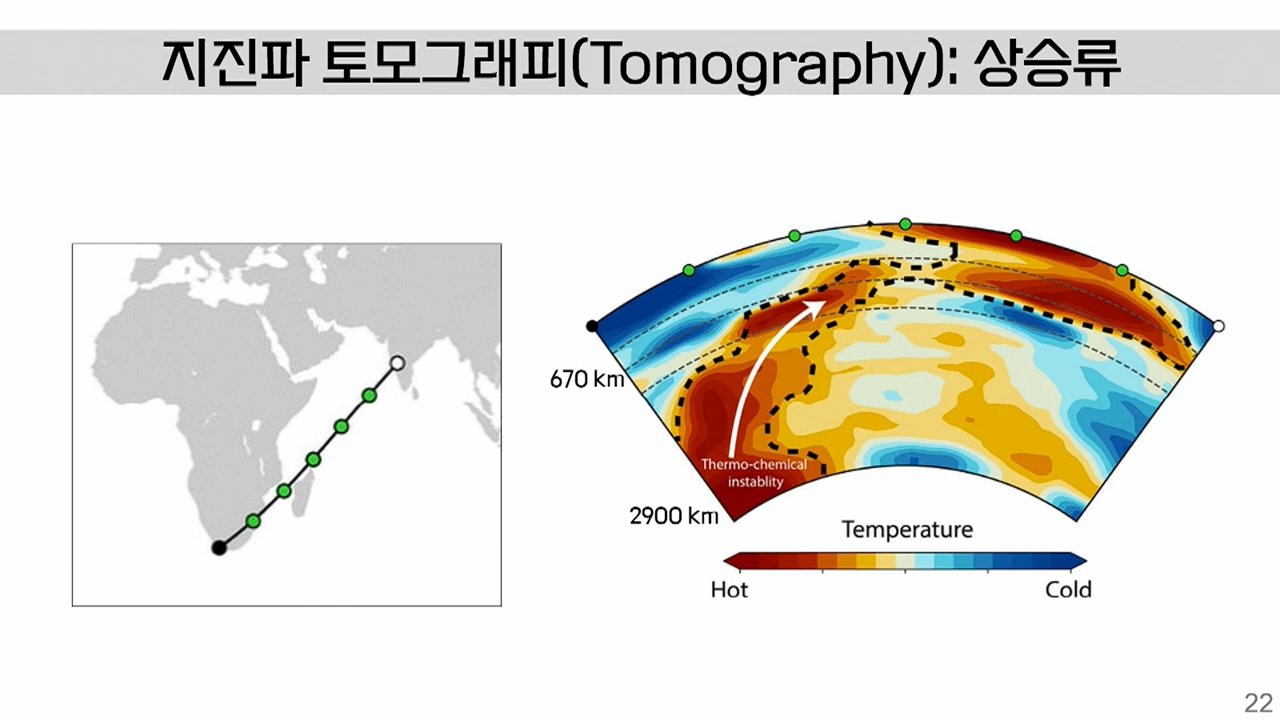 지진파 토모그래피(Tomography): 상승류
670 km
Thermo-chemical
instablity
2900 km
Temperature
Hot
Cold
22